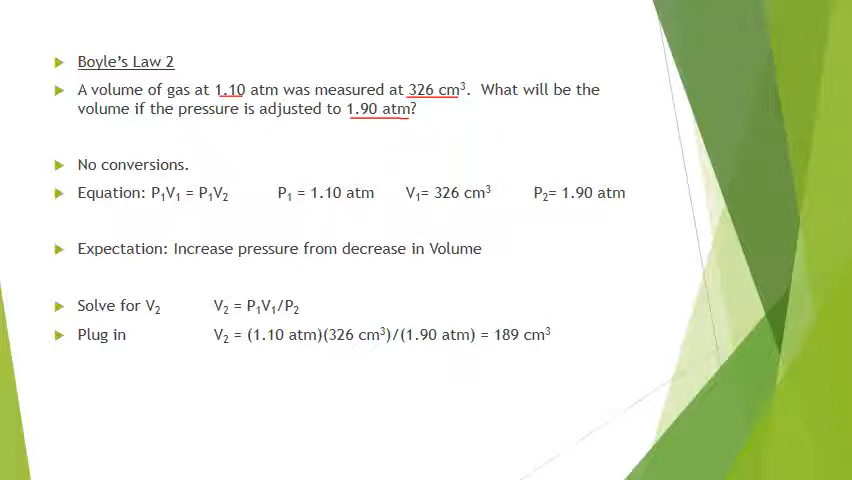 Boyle's Law 2
A volume of gas at 1.10 atm was measured at 326 cm³. What will be the
volume if the pressure is adjusted to 1.90 atm?
No conversions.
Equation: P₁V₁ = P₁V₂ P₁ = 1.10 atm V₁= 326 cm³ P₂= 1.90 atm
Expectation: Increase pressure from decrease in Volume
Solve for V₂ V₂ = P₁V₁/P₂
Plug in V₂ = (1.10 atm)(326 cm³)/(1.90 atm) = 189 cm³